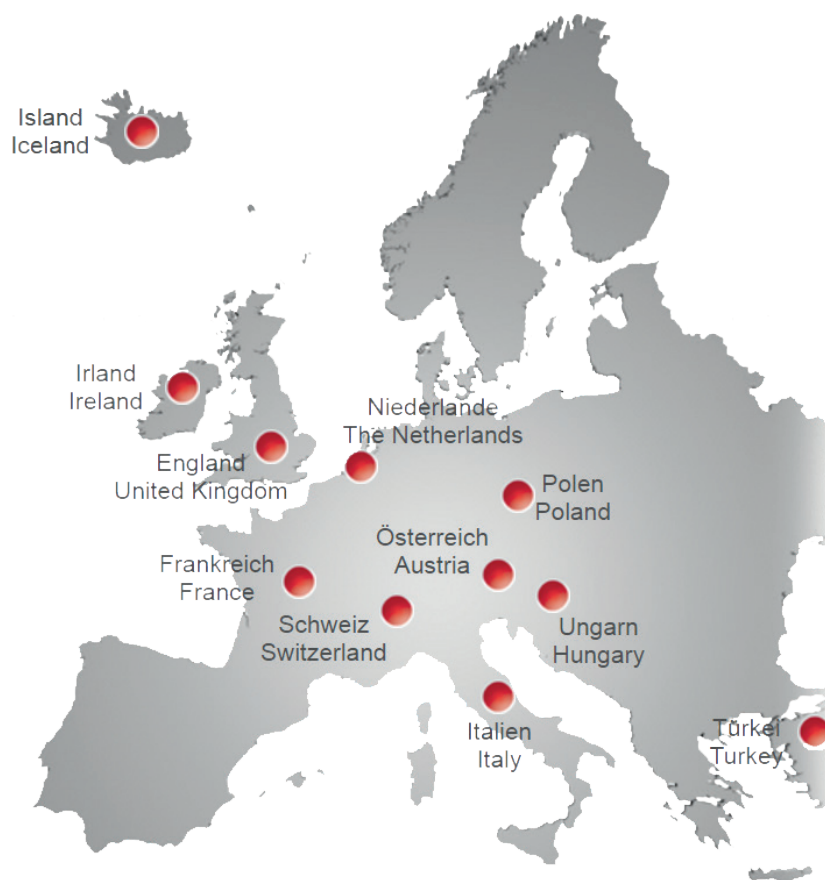 Island
Iceland
Irland
Ireland
Niederlande
The Netherlands
England
United Kingdom
Polen
Poland
Österreich
Austria
Frankreich
France
Schweiz
Switzerland
Ungarn
Hungary
Italien
Italy
Türkei
Turkey